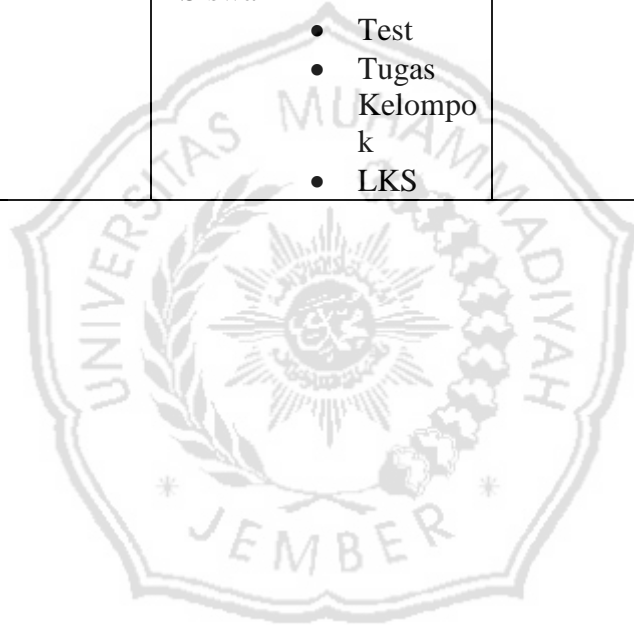 • Test
• Tugas
Kelompo
k
• LKS
UNIVERSITAS MUHAMMADIYAH
* JEMBER *